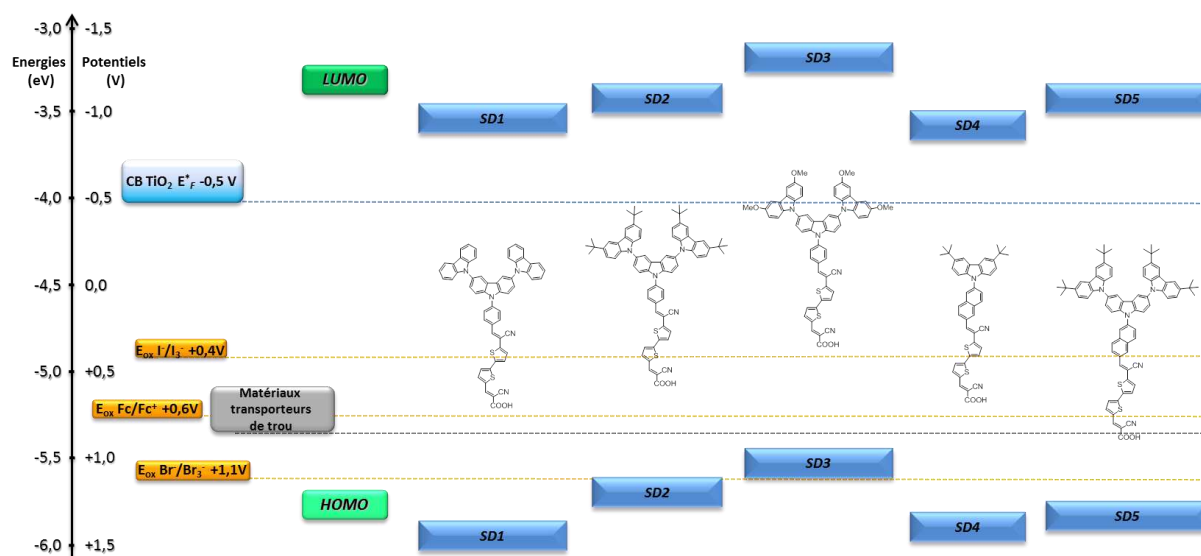 -3,0 -1,5
Energies Potentiels
(eV) (V)
LUMO
SD3
SD1
SD2
SD4
SD5
-3,5 -1,0
CB TiO₂ E*F -0,5 V
-4,0 -0,5
-4,5 0,0
Eox I-/I3- +0,4V
-5,0 +0,5
Eox Fc/Fc+ +0,6V
Matériaux
transporteurs
de trou
-5,5 +1,0
Eox Br-/Br3- +1,1V
HOMO
SD1
SD2
SD3
SD4
SD5
-6,0 +1,5
N
N
N
CN
S
S
CN
COOH
N
N
N
CN
S
S
CN
COOH
OMe
OMe
MeO
OMe
N
N
N
CN
S
S
CN
COOH
N
CN
S
S
CN
COOH
N
N
N
CN
S
S
CN
COOH